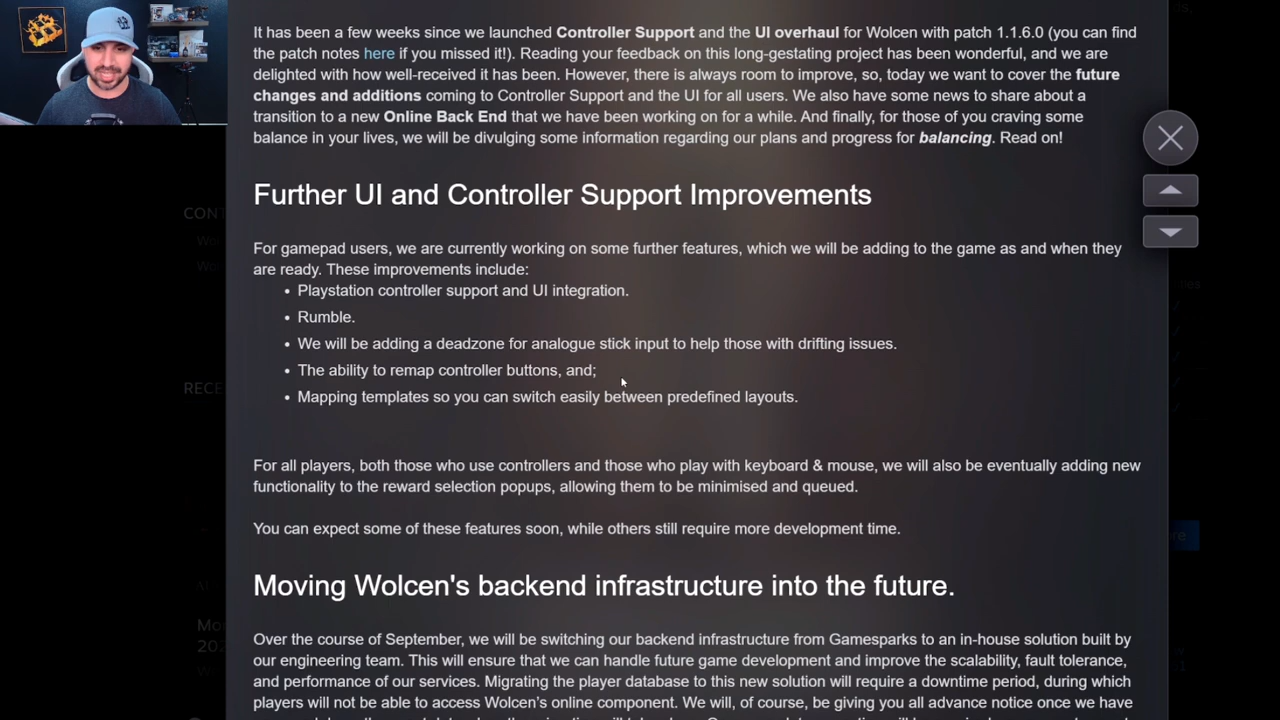 It has been a few weeks since we launched Controller Support and the UI overhaul for Wolcen with patch 1.1.6.0 (you can find
the patch notes here if you missed it!). Reading your feedback on this long-gestating project has been wonderful, and we are
delighted with how well-received it has been. However, there is always room to improve, so, today we want to cover the future
changes and additions coming to Controller Support and the UI for all users. We also have some news to share about a
transition to a new Online Back End that we have been working on for a while. And finally, for those of you craving some
balance in your lives, we will be divulging some information regarding our plans and progress for balancing. Read on!
Further UI and Controller Support Improvements
CONT
For gamepad users, we are currently working on some further features, which we will be adding to the game as and when they
are ready. These improvements include:
• Playstation controller support and UI integration.
• Rumble.
• We will be adding a deadzone for analogue stick input to help those with drifting issues.
• The ability to remap controller buttons, and;
RECE
• Mapping templates so you can switch easily between predefined layouts.
For all players, both those who use controllers and those who play with keyboard & mouse, we will also be eventually adding new
functionality to the reward selection popups, allowing them to be minimised and queued.
You can expect some of these features soon, while others still require more development time.
Moving Wolcen's backend infrastructure into the future.
Over the course of September, we will be switching our backend infrastructure from Gamesparks to an in-house solution built by
our engineering team. This will ensure that we can handle future game development and improve the scalability, fault tolerance,
and performance of our services. Migrating the player database to this new solution will require a downtime period, during which
players will not be able to access Wolcen's online component. We will, of course, be giving you all advance notice once we have